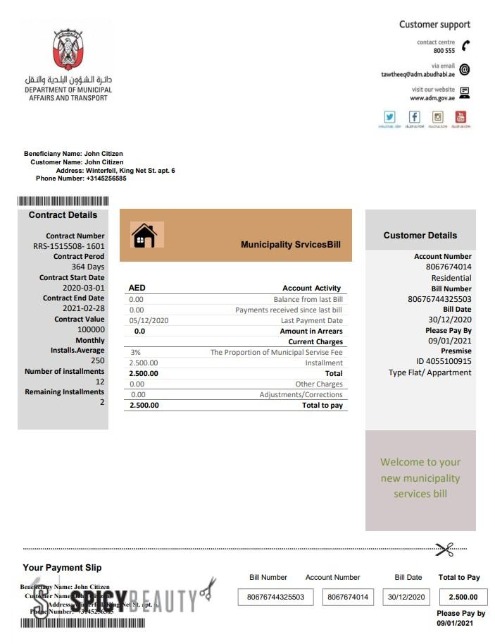 Customer support
contact centre
800 555
via email
tawtheeq@adm.abudhabi.ae
visit our website
www.adm.gov.ae
دائرة الشؤون البلدية والنقل
DEPARTMENT OF MUNICIPAL
AFFAIRS AND TRANSPORT
Beneficiany Name: John Citizen
Customer Name: John Citizen
Address: Winterfell, King Net St. apt. 6
Phone Number: +3145256585
Contract Details
Contract Number
RRS-1515508- 1601
Contract Perod
364 Days
Contract Start Date
2020-03-01
Contract End Date
2021-02-28
Contract Value
100000
Monthly
Installs.Average
250
Number of installments
12
Remaining Installments
2
Municipality SrvicesBill
AED Account Activity
0.00 Balance from last Bill
0.00 Payments received since last bill
05/12/2020 Last Payment Date
0.0 Amount in Arrears
Current Charges
3% The Proportion of Municipal Servise Fee
2.500.00 Installment
2.500.00 Total
0.00 Other Charges
0.00 Adjustments/Corrections
2.500.00 Total to pay
Customer Details
Account Number
8067674014
Residential
Bill Number
80676744325503
Bill Date
30/12/2020
Please Pay By
09/01/2021
Presmise
ID 4055100915
Type Flat/ Appartment
Welcome to your
new municipality
services bill
Your Payment Slip
Beneficiany Name: John Citizen
Customer Name: John Citizen
Address: Winterfell, King Net St. apt.
Phone Number: +3145256585
SPICYBEAUTY
Bill Number Account Number Bill Date Total to Pay
80676744325503 8067674014 30/12/2020 2.500.00
Please Pay by
09/01/2021